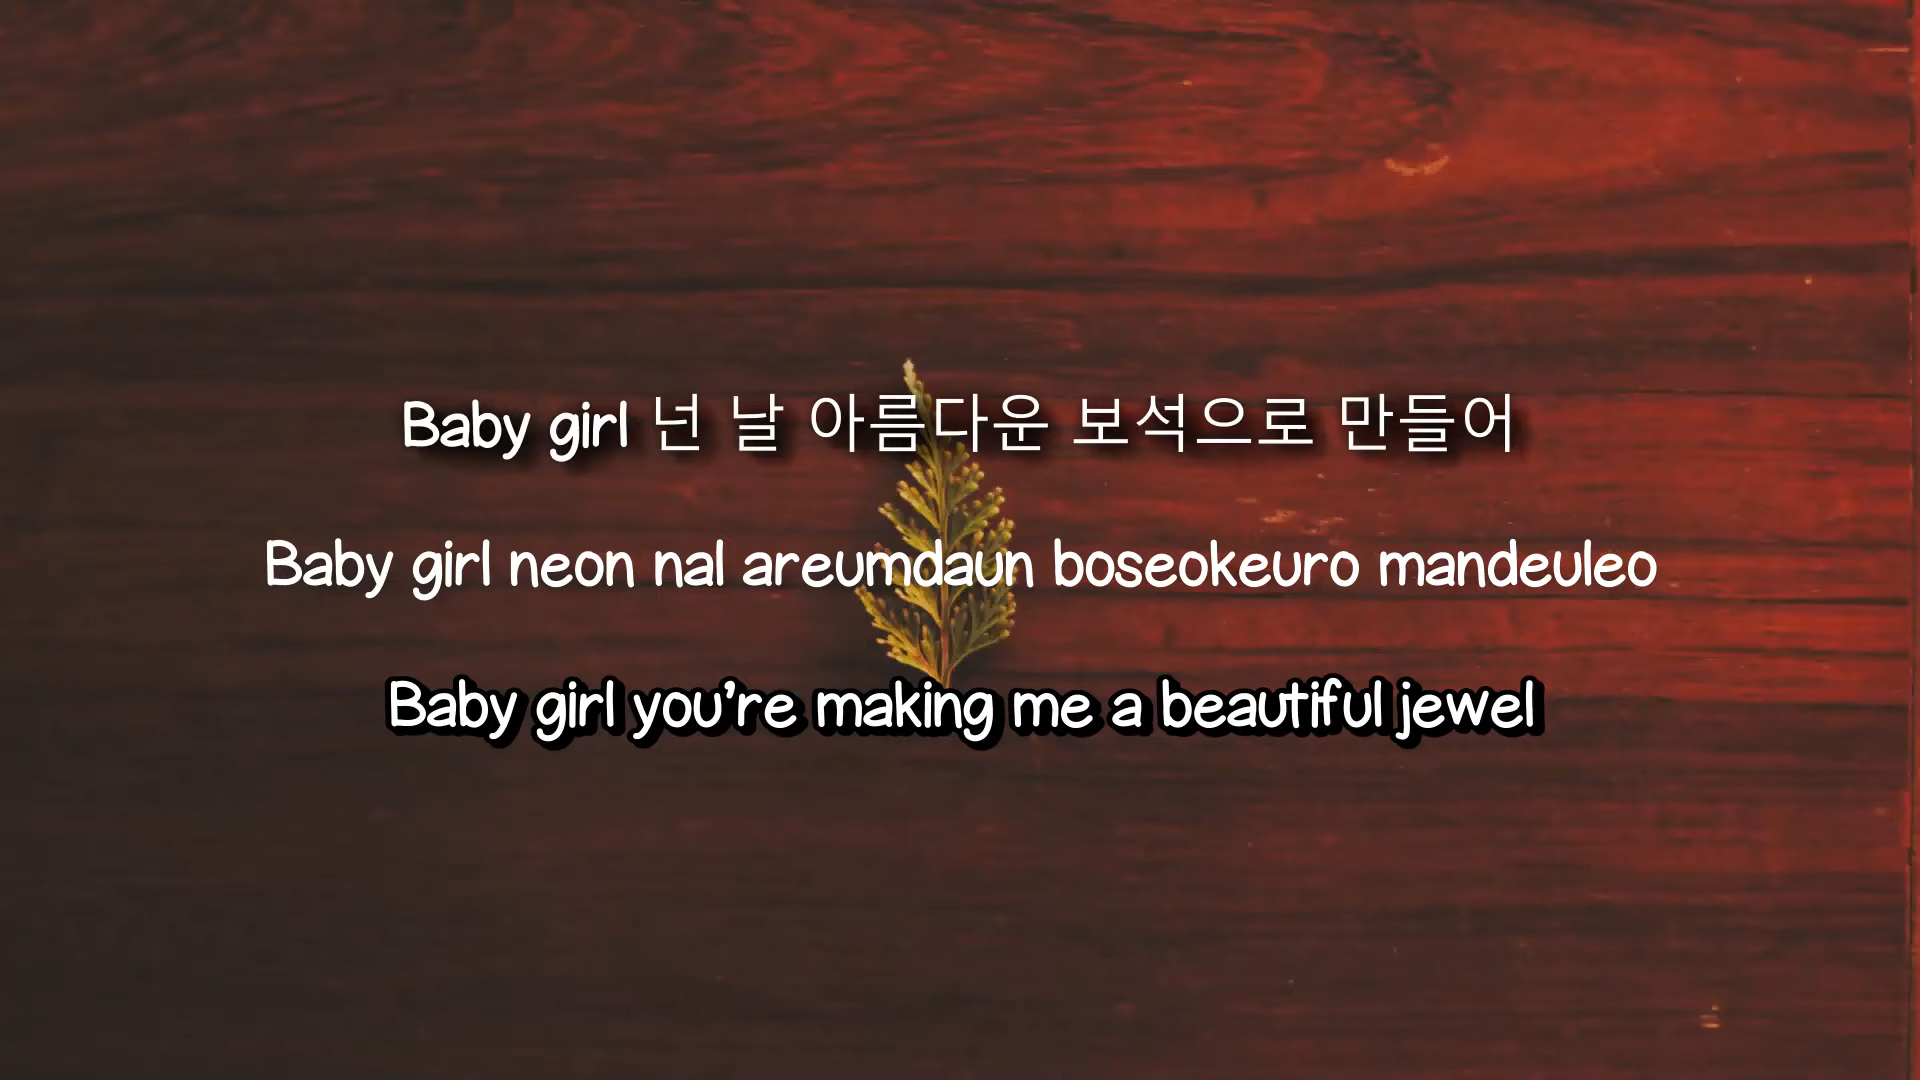 Baby girl 넌 날 아름다운 보석으로 만들어
Baby girl neon nal areumdaun boseokeuro mandeuleo
Baby girl you're making me a beautiful jewel